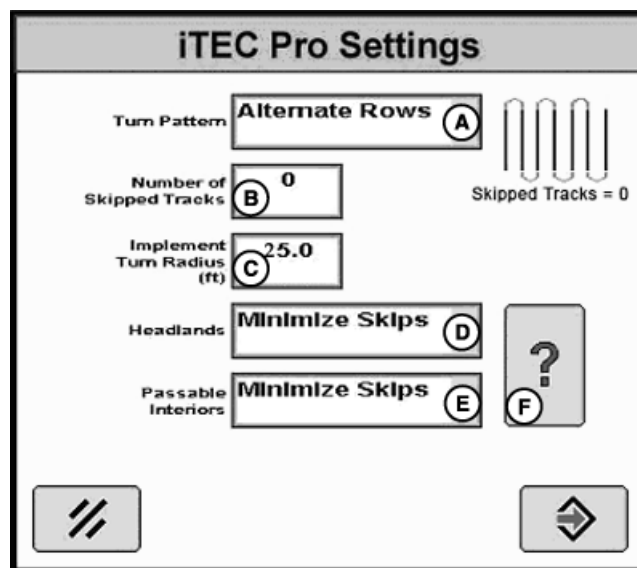 iTEC Pro Settings
Turn Pattern
Alternate Rows
A
Number of
Skipped Tracks
0
B
Skipped Tracks = 0
Implement
Turn Radius
(ft)
25.0
C
Headlands
Minimize Skips
D
Passable
Interiors
Minimize Skips
E
?
F